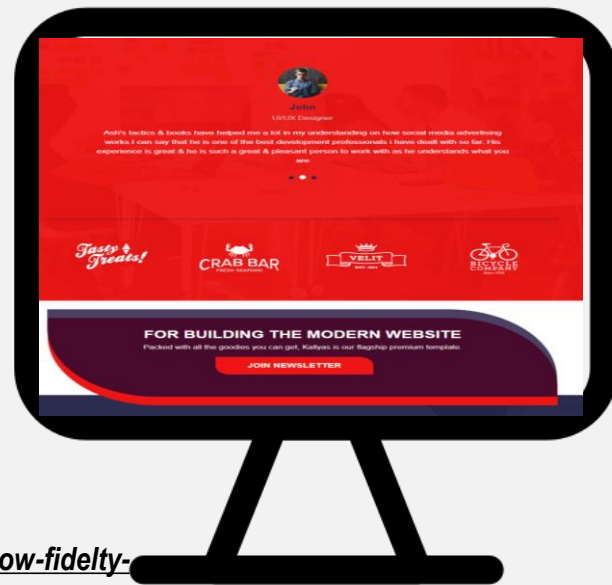 John
UI/UX Designer
Ash's tactics & books have helped me a lot in my understanding on how social media advertising
works.I can say that he is one of the best development professionals i have dealt with so far. His
experience is great & he is such a great & pleasant person to work with as he understands what you
are
Tasty
Treats!
CRAB BAR
FRESH SEAFOOD
VELIT
BICYCLE
COMPANY
FOR BUILDING THE MODERN WEBSITE
Packed with all the goodies you can get, Kallyas is our flagship premium template.
JOIN NEWSLETTER
ow-fidelty-